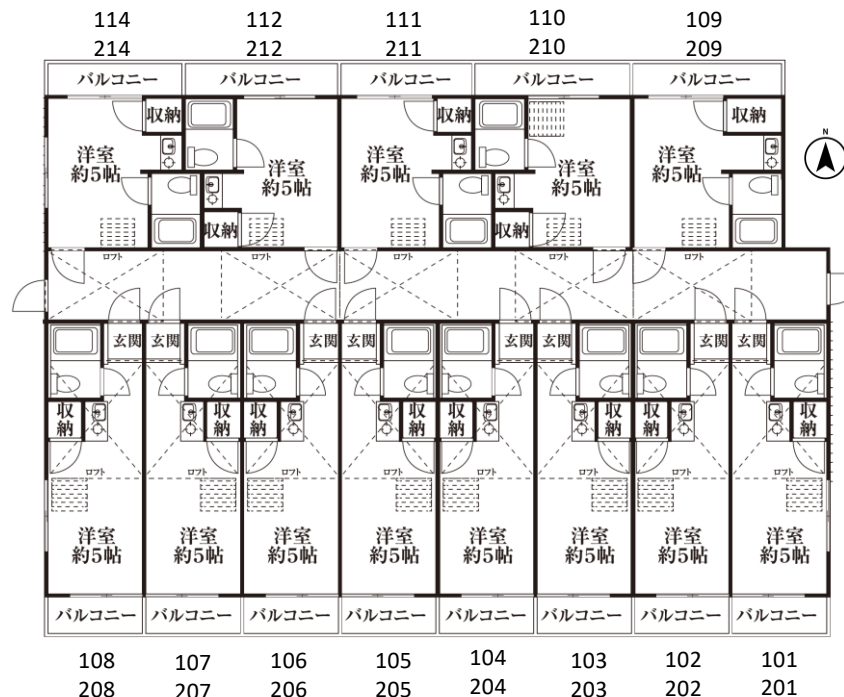 114 112 111 110 109
214 212 211 210 209
バルコニー バルコニー バルコニー バルコニー バルコニー
収納 収納 収納
N
洋室 洋室 洋室 洋室 洋室
約5帖 約5帖 約5帖 約5帖 約5帖
収納 収納
ロフト ロフト ロフト ロフト ロフト
玄関 玄関 玄関 玄関 玄関 玄関 玄関 玄関
収 収 収 収 収 収 収 収
納 納 納 納 納 納 納 納
ロフト ロフト ロフト ロフト ロフト ロフト ロフト ロフト
洋室 洋室 洋室 洋室 洋室 洋室 洋室 洋室
約5帖 約5帖 約5帖 約5帖 約5帖 約5帖 約5帖 約5帖
バルコニー バルコニー バルコニー バルコニー バルコニー バルコニー バルコニー バルコニー
108 107 106 105 104 103 102 101
208 207 206 205 204 203 202 201